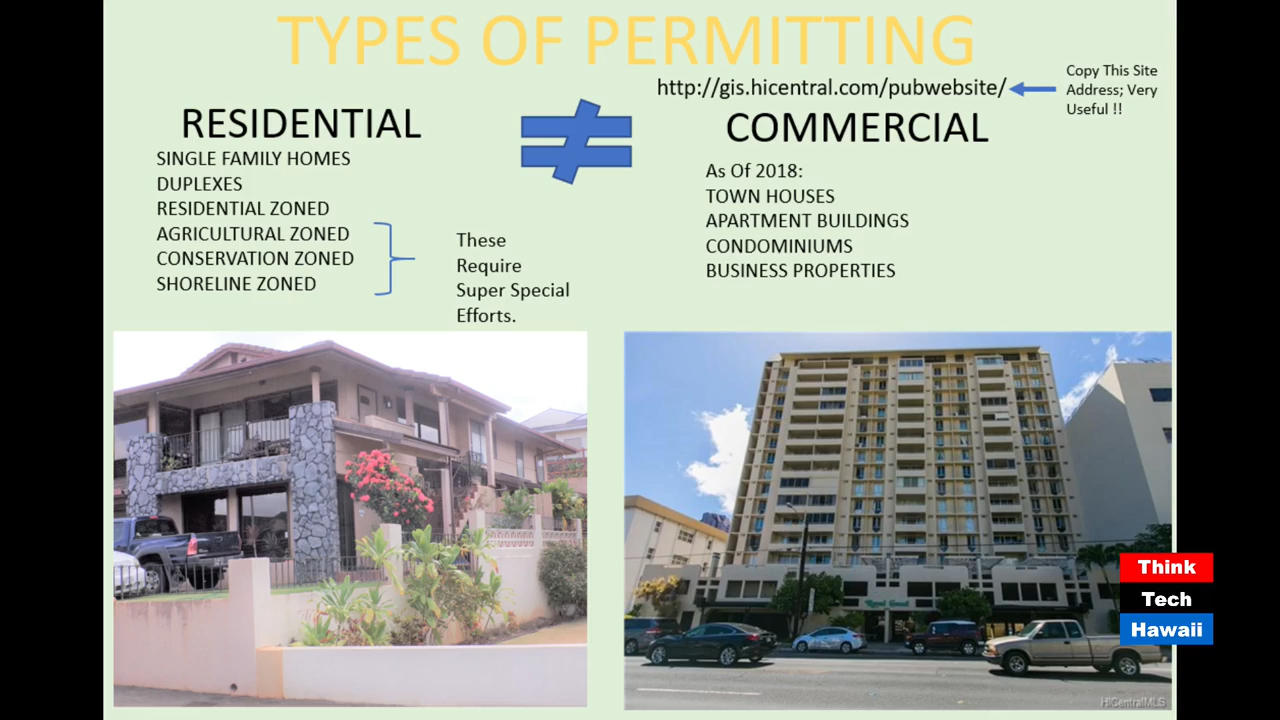 TYPES OF PERMITTING
http://gis.hicentral.com/pubwebsite/
Copy This Site
Address; Very
Useful !!
RESIDENTIAL
SINGLE FAMILY HOMES
DUPLEXES
RESIDENTIAL ZONED
AGRICULTURAL ZONED
CONSERVATION ZONED
SHORELINE ZONED
These
Require
Super Special
Efforts.
COMMERCIAL
As Of 2018:
TOWN HOUSES
APARTMENT BUILDINGS
CONDOMINIUMS
BUSINESS PROPERTIES
Think
Tech
Hawaii
HiCentralMLS